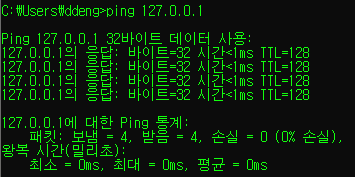 C:\Users\ddeng>ping 127.0.0.1
Ping 127.0.0.1 32바이트 데이터 사용:
127.0.0.1의 응답: 바이트=32 시간<1ms TTL=128
127.0.0.1의 응답: 바이트=32 시간<1ms TTL=128
127.0.0.1의 응답: 바이트=32 시간<1ms TTL=128
127.0.0.1의 응답: 바이트=32 시간<1ms TTL=128
127.0.0.1에 대한 Ping 통계:
패킷: 보냄 = 4, 받음 = 4, 손실 = 0 (0% 손실),
왕복 시간(밀리초):
최소 = 0ms, 최대 = 0ms, 평균 = 0ms